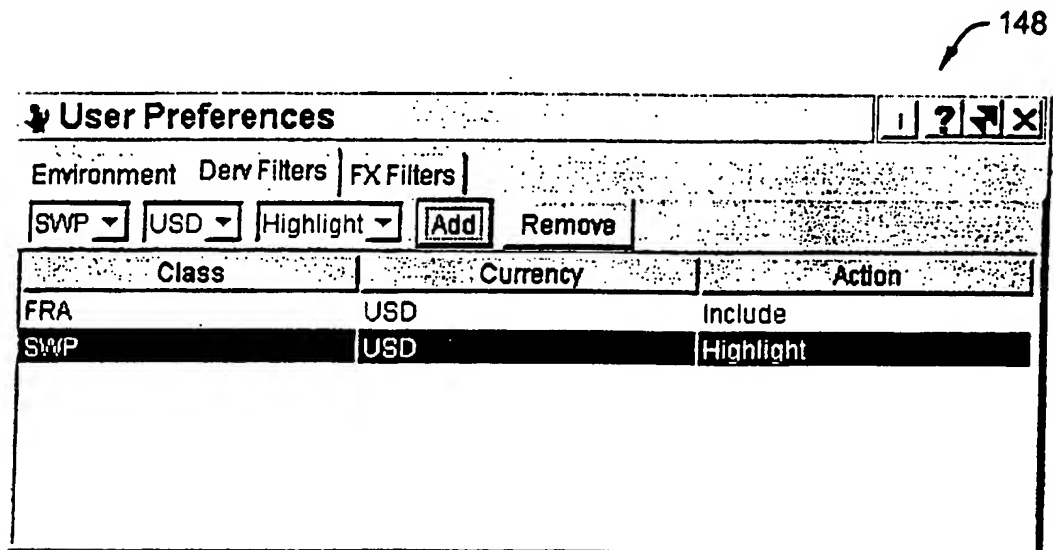 148
User Preferences
i ?
Environment Derv Filters FX Filters
SWP USD Highlight Add Remove
Class Currency Action
FRA USD Include
SWP USD Highlight